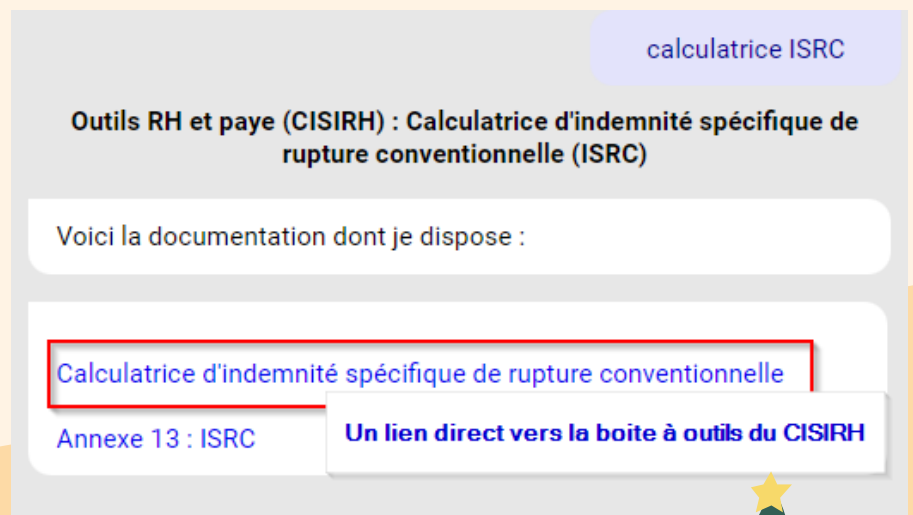 calculatrice ISRC
Outils RH et paye (CISIRH) : Calculatrice d'indemnité spécifique de
rupture conventionnelle (ISRC)
Voici la documentation dont je dispose :
Calculatrice d'indemnité spécifique de rupture conventionnelle
Annexe 13 : ISRC
Un lien direct vers la boite à outils du CISIRH